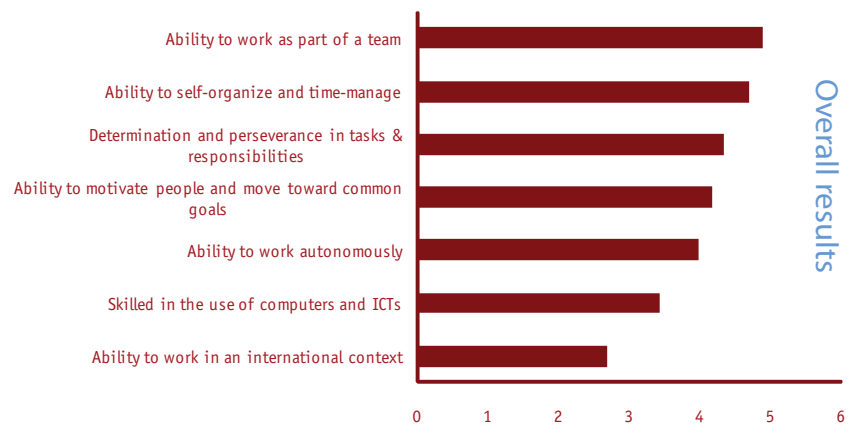 Ability to work as part of a team
Ability to self-organize and time-manage
Determination and perseverance in tasks &
responsibilities
Ability to motivate people and move toward common
goals
Ability to work autonomously
Skilled in the use of computers and ICTs
Ability to work in an international context
0 1 2 3 4 5 6
Overall results